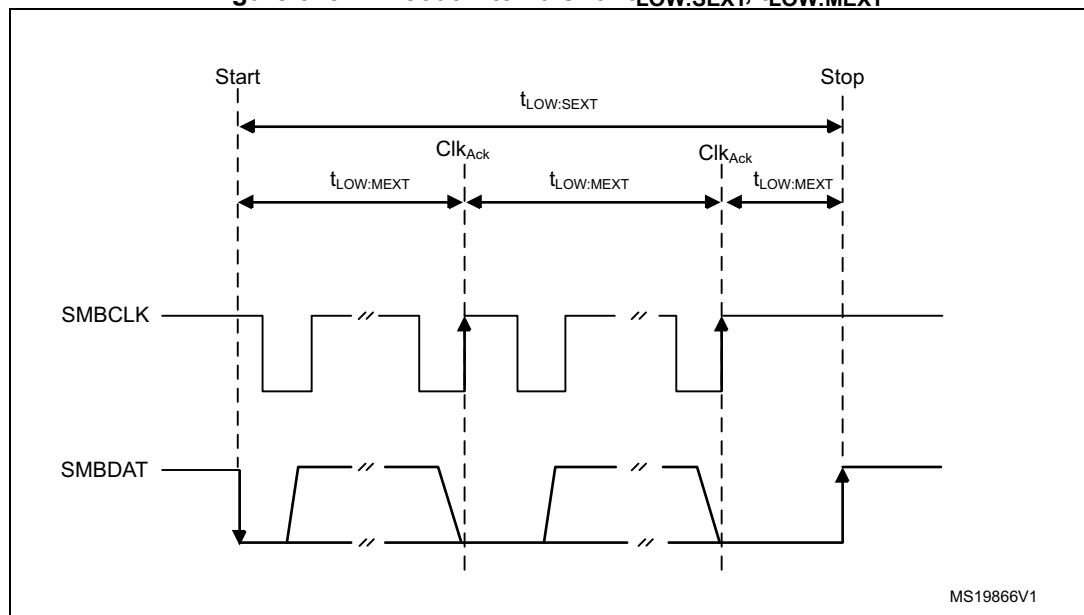 Start
Stop
tLOW:SEXT
ClkAck
ClkAck
tLOW:MEXT
tLOW:MEXT
tLOW:MEXT
SMBCLK
SMBDAT
MS19866V1